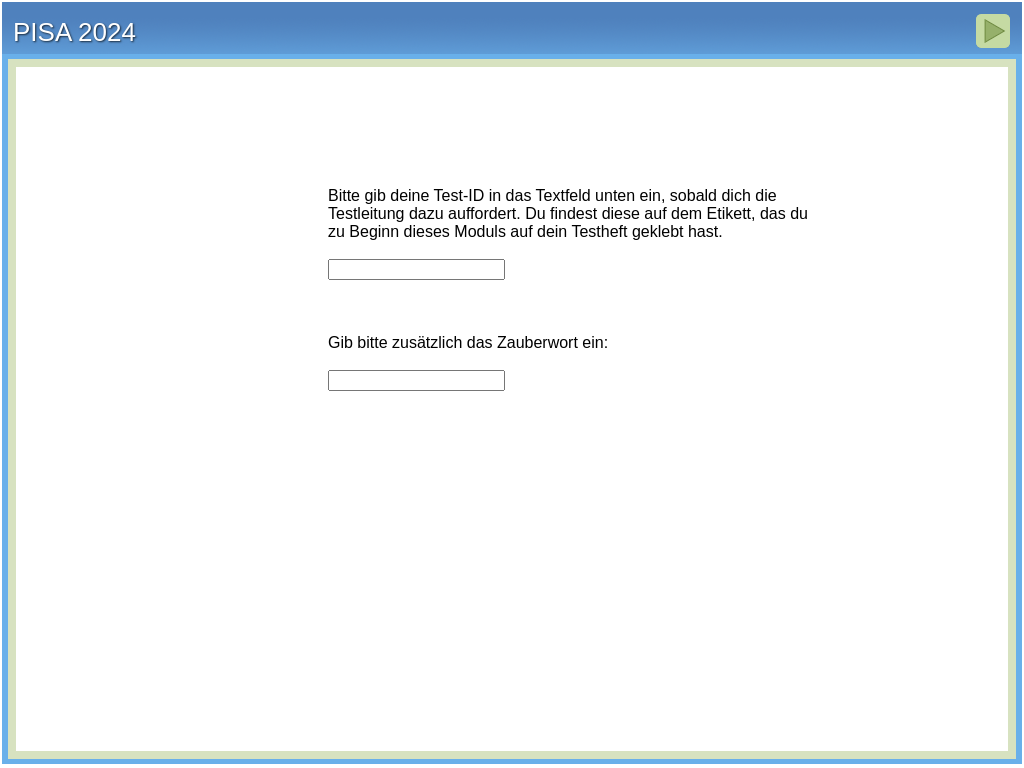 PISA 2024
Bitte gib deine Test-ID in das Textfeld unten ein, sobald dich die
Testleitung dazu auffordert. Du findest diese auf dem Etikett, das du
zu Beginn dieses Moduls auf dein Testheft geklebt hast.
Gib bitte zusätzlich das Zauberwort ein: